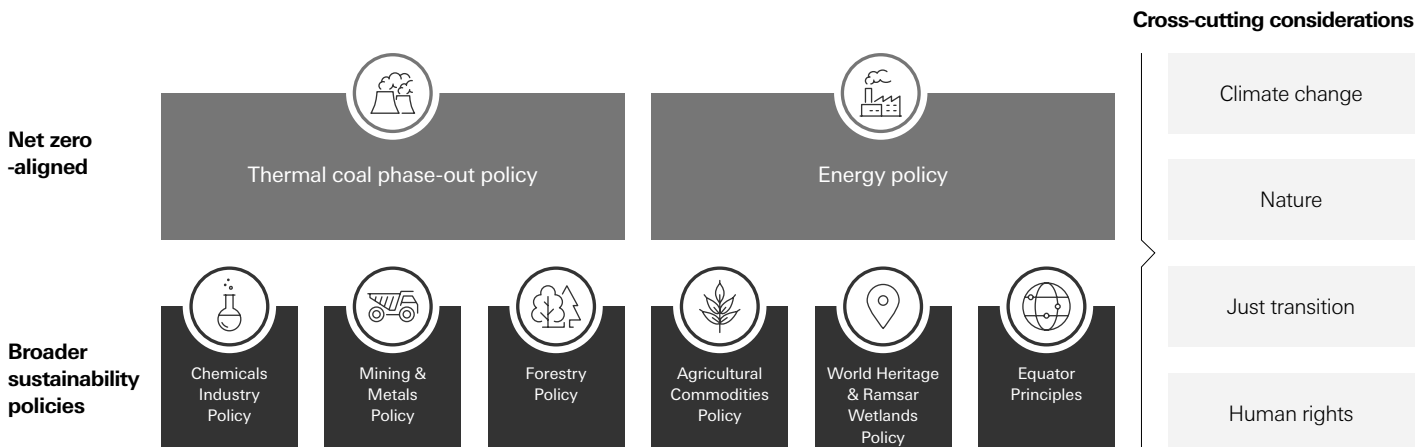 Cross-cutting considerations
Net zero
-aligned
Thermal coal phase-out policy
Energy policy
Climate change
Nature
Just transition
Human rights
Broader
sustainability
policies
Chemicals
Industry
Policy
Mining &
Metals
Policy
Forestry
Policy
Agricultural
Commodities
Policy
World Heritage
& Ramsar
Wetlands
Policy
Equator
Principles